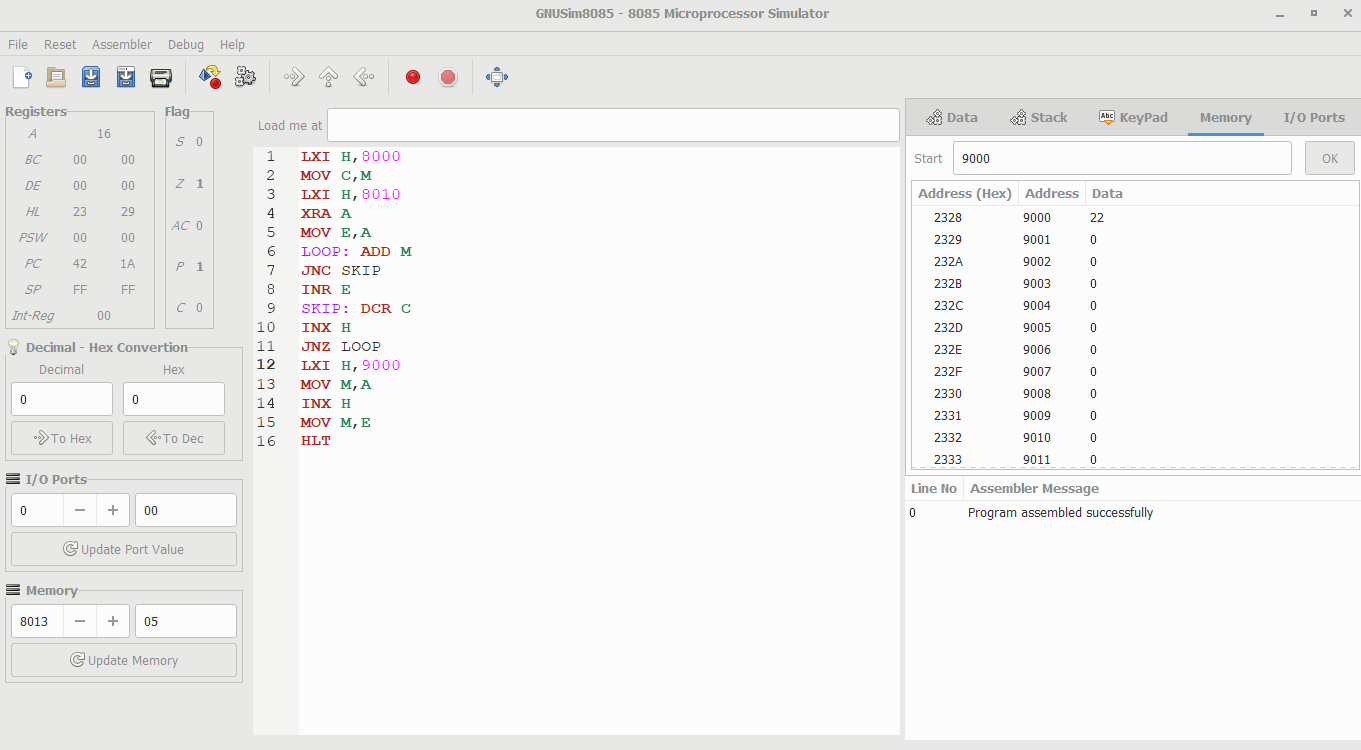 GNUSim8085 - 8085 Microprocessor Simulator
File Reset Assembler Debug Help
Registers
A 16
BC 00 00
DE 00 00
HL 23 29
PSW 00 00
PC 42 1A
SP FF FF
Int-Reg 00
Flag
S 0
Z 1
AC 0
P 1
C 0
Decimal - Hex Convertion
Decimal Hex
0 0
To Hex To Dec
I/O Ports
0 − + 00
Update Port Value
Memory
8013 − + 05
Update Memory
Load me at
1 LXI H,8000
2 MOV C,M
3 LXI H,8010
4 XRA A
5 MOV E,A
6 LOOP: ADD M
7 JNC SKIP
8 INR E
9 SKIP: DCR C
10 INX H
11 JNZ LOOP
12 LXI H,9000
13 MOV M,A
14 INX H
15 MOV M,E
16 HLT
Data Stack Abc KeyPad Memory I/O Ports
Start 9000 OK
Address (Hex) Address Data
2328 9000 22
2329 9001 0
232A 9002 0
232B 9003 0
232C 9004 0
232D 9005 0
232E 9006 0
232F 9007 0
2330 9008 0
2331 9009 0
2332 9010 0
2333 9011 0
Line No Assembler Message
0 Program assembled successfully